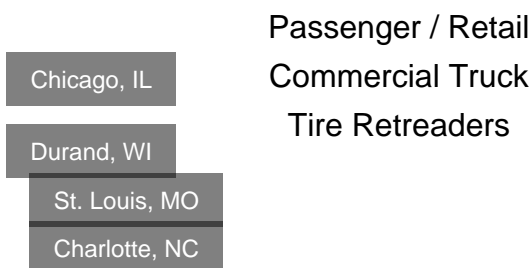 Passenger / Retail
Commercial Truck
Tire Retreaders
Chicago, IL
Durand, WI
St. Louis, MO
Charlotte, NC